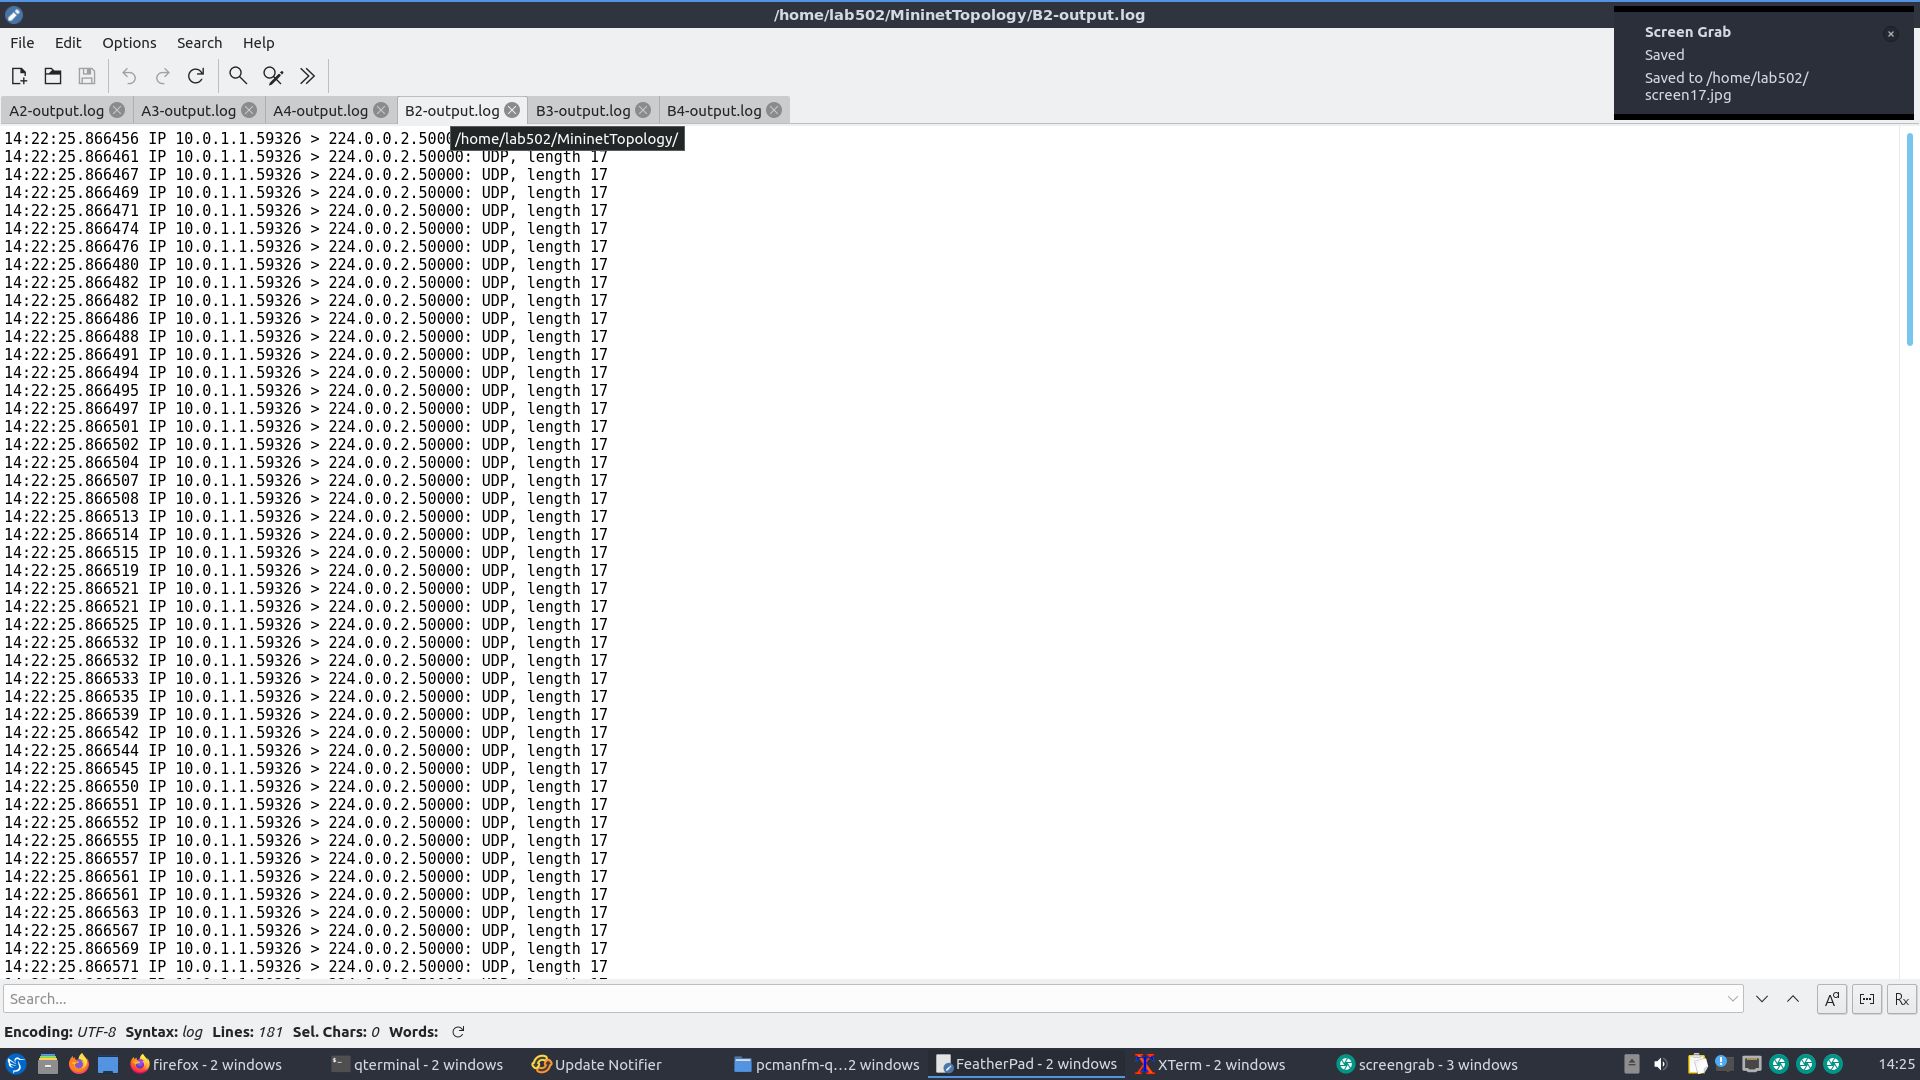 /home/lab502/MininetTopology/B2-output.log
Screen Grab
Saved
Saved to /home/lab502/
screen17.jpg
File Edit Options Search Help
A2-output.log A3-output.log A4-output.log B2-output.log B3-output.log B4-output.log
/home/lab502/MininetTopology/
14:22:25.866456 IP 10.0.1.1.59326 > 224.0.0.2.5000
14:22:25.866461 IP 10.0.1.1.59326 > 224.0.0.2.50000: UDP, length 17
14:22:25.866467 IP 10.0.1.1.59326 > 224.0.0.2.50000: UDP, length 17
14:22:25.866469 IP 10.0.1.1.59326 > 224.0.0.2.50000: UDP, length 17
14:22:25.866471 IP 10.0.1.1.59326 > 224.0.0.2.50000: UDP, length 17
14:22:25.866474 IP 10.0.1.1.59326 > 224.0.0.2.50000: UDP, length 17
14:22:25.866476 IP 10.0.1.1.59326 > 224.0.0.2.50000: UDP, length 17
14:22:25.866480 IP 10.0.1.1.59326 > 224.0.0.2.50000: UDP, length 17
14:22:25.866482 IP 10.0.1.1.59326 > 224.0.0.2.50000: UDP, length 17
14:22:25.866482 IP 10.0.1.1.59326 > 224.0.0.2.50000: UDP, length 17
14:22:25.866486 IP 10.0.1.1.59326 > 224.0.0.2.50000: UDP, length 17
14:22:25.866488 IP 10.0.1.1.59326 > 224.0.0.2.50000: UDP, length 17
14:22:25.866491 IP 10.0.1.1.59326 > 224.0.0.2.50000: UDP, length 17
14:22:25.866494 IP 10.0.1.1.59326 > 224.0.0.2.50000: UDP, length 17
14:22:25.866495 IP 10.0.1.1.59326 > 224.0.0.2.50000: UDP, length 17
14:22:25.866497 IP 10.0.1.1.59326 > 224.0.0.2.50000: UDP, length 17
14:22:25.866501 IP 10.0.1.1.59326 > 224.0.0.2.50000: UDP, length 17
14:22:25.866502 IP 10.0.1.1.59326 > 224.0.0.2.50000: UDP, length 17
14:22:25.866504 IP 10.0.1.1.59326 > 224.0.0.2.50000: UDP, length 17
14:22:25.866507 IP 10.0.1.1.59326 > 224.0.0.2.50000: UDP, length 17
14:22:25.866508 IP 10.0.1.1.59326 > 224.0.0.2.50000: UDP, length 17
14:22:25.866513 IP 10.0.1.1.59326 > 224.0.0.2.50000: UDP, length 17
14:22:25.866514 IP 10.0.1.1.59326 > 224.0.0.2.50000: UDP, length 17
14:22:25.866515 IP 10.0.1.1.59326 > 224.0.0.2.50000: UDP, length 17
14:22:25.866519 IP 10.0.1.1.59326 > 224.0.0.2.50000: UDP, length 17
14:22:25.866521 IP 10.0.1.1.59326 > 224.0.0.2.50000: UDP, length 17
14:22:25.866521 IP 10.0.1.1.59326 > 224.0.0.2.50000: UDP, length 17
14:22:25.866525 IP 10.0.1.1.59326 > 224.0.0.2.50000: UDP, length 17
14:22:25.866532 IP 10.0.1.1.59326 > 224.0.0.2.50000: UDP, length 17
14:22:25.866532 IP 10.0.1.1.59326 > 224.0.0.2.50000: UDP, length 17
14:22:25.866533 IP 10.0.1.1.59326 > 224.0.0.2.50000: UDP, length 17
14:22:25.866535 IP 10.0.1.1.59326 > 224.0.0.2.50000: UDP, length 17
14:22:25.866539 IP 10.0.1.1.59326 > 224.0.0.2.50000: UDP, length 17
14:22:25.866542 IP 10.0.1.1.59326 > 224.0.0.2.50000: UDP, length 17
14:22:25.866544 IP 10.0.1.1.59326 > 224.0.0.2.50000: UDP, length 17
14:22:25.866545 IP 10.0.1.1.59326 > 224.0.0.2.50000: UDP, length 17
14:22:25.866550 IP 10.0.1.1.59326 > 224.0.0.2.50000: UDP, length 17
14:22:25.866551 IP 10.0.1.1.59326 > 224.0.0.2.50000: UDP, length 17
14:22:25.866552 IP 10.0.1.1.59326 > 224.0.0.2.50000: UDP, length 17
14:22:25.866555 IP 10.0.1.1.59326 > 224.0.0.2.50000: UDP, length 17
14:22:25.866557 IP 10.0.1.1.59326 > 224.0.0.2.50000: UDP, length 17
14:22:25.866561 IP 10.0.1.1.59326 > 224.0.0.2.50000: UDP, length 17
14:22:25.866561 IP 10.0.1.1.59326 > 224.0.0.2.50000: UDP, length 17
14:22:25.866563 IP 10.0.1.1.59326 > 224.0.0.2.50000: UDP, length 17
14:22:25.866567 IP 10.0.1.1.59326 > 224.0.0.2.50000: UDP, length 17
14:22:25.866569 IP 10.0.1.1.59326 > 224.0.0.2.50000: UDP, length 17
14:22:25.866571 IP 10.0.1.1.59326 > 224.0.0.2.50000: UDP, length 17
Search...
Encoding: UTF-8 Syntax: log Lines: 181 Sel. Chars: 0 Words:
firefox - 2 windows qterminal - 2 windows Update Notifier pcmanfm-q...2 windows FeatherPad - 2 windows XTerm - 2 windows screengrab - 3 windows 14:25